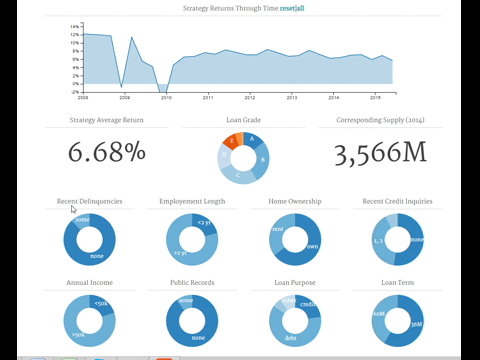 Strategy Returns Through Time reset|all
14%
12%
10%
8%
6%
4%
2%
0%
-2%
2008 2009 2010 2011 2012 2013 2014 2015
Strategy Average Return Loan Grade Corresponding Supply (2014)
6.68% 3,566M
E A
D B
C
Recent Delinquencies Employment Length Home Ownership Recent Credit Inquiries
some <2 yr rent 1, 2 none
none >2 yr own
Annual Income Public Records Loan Purpose Loan Term
<50k some other credit 60M
>50k none debt 36M